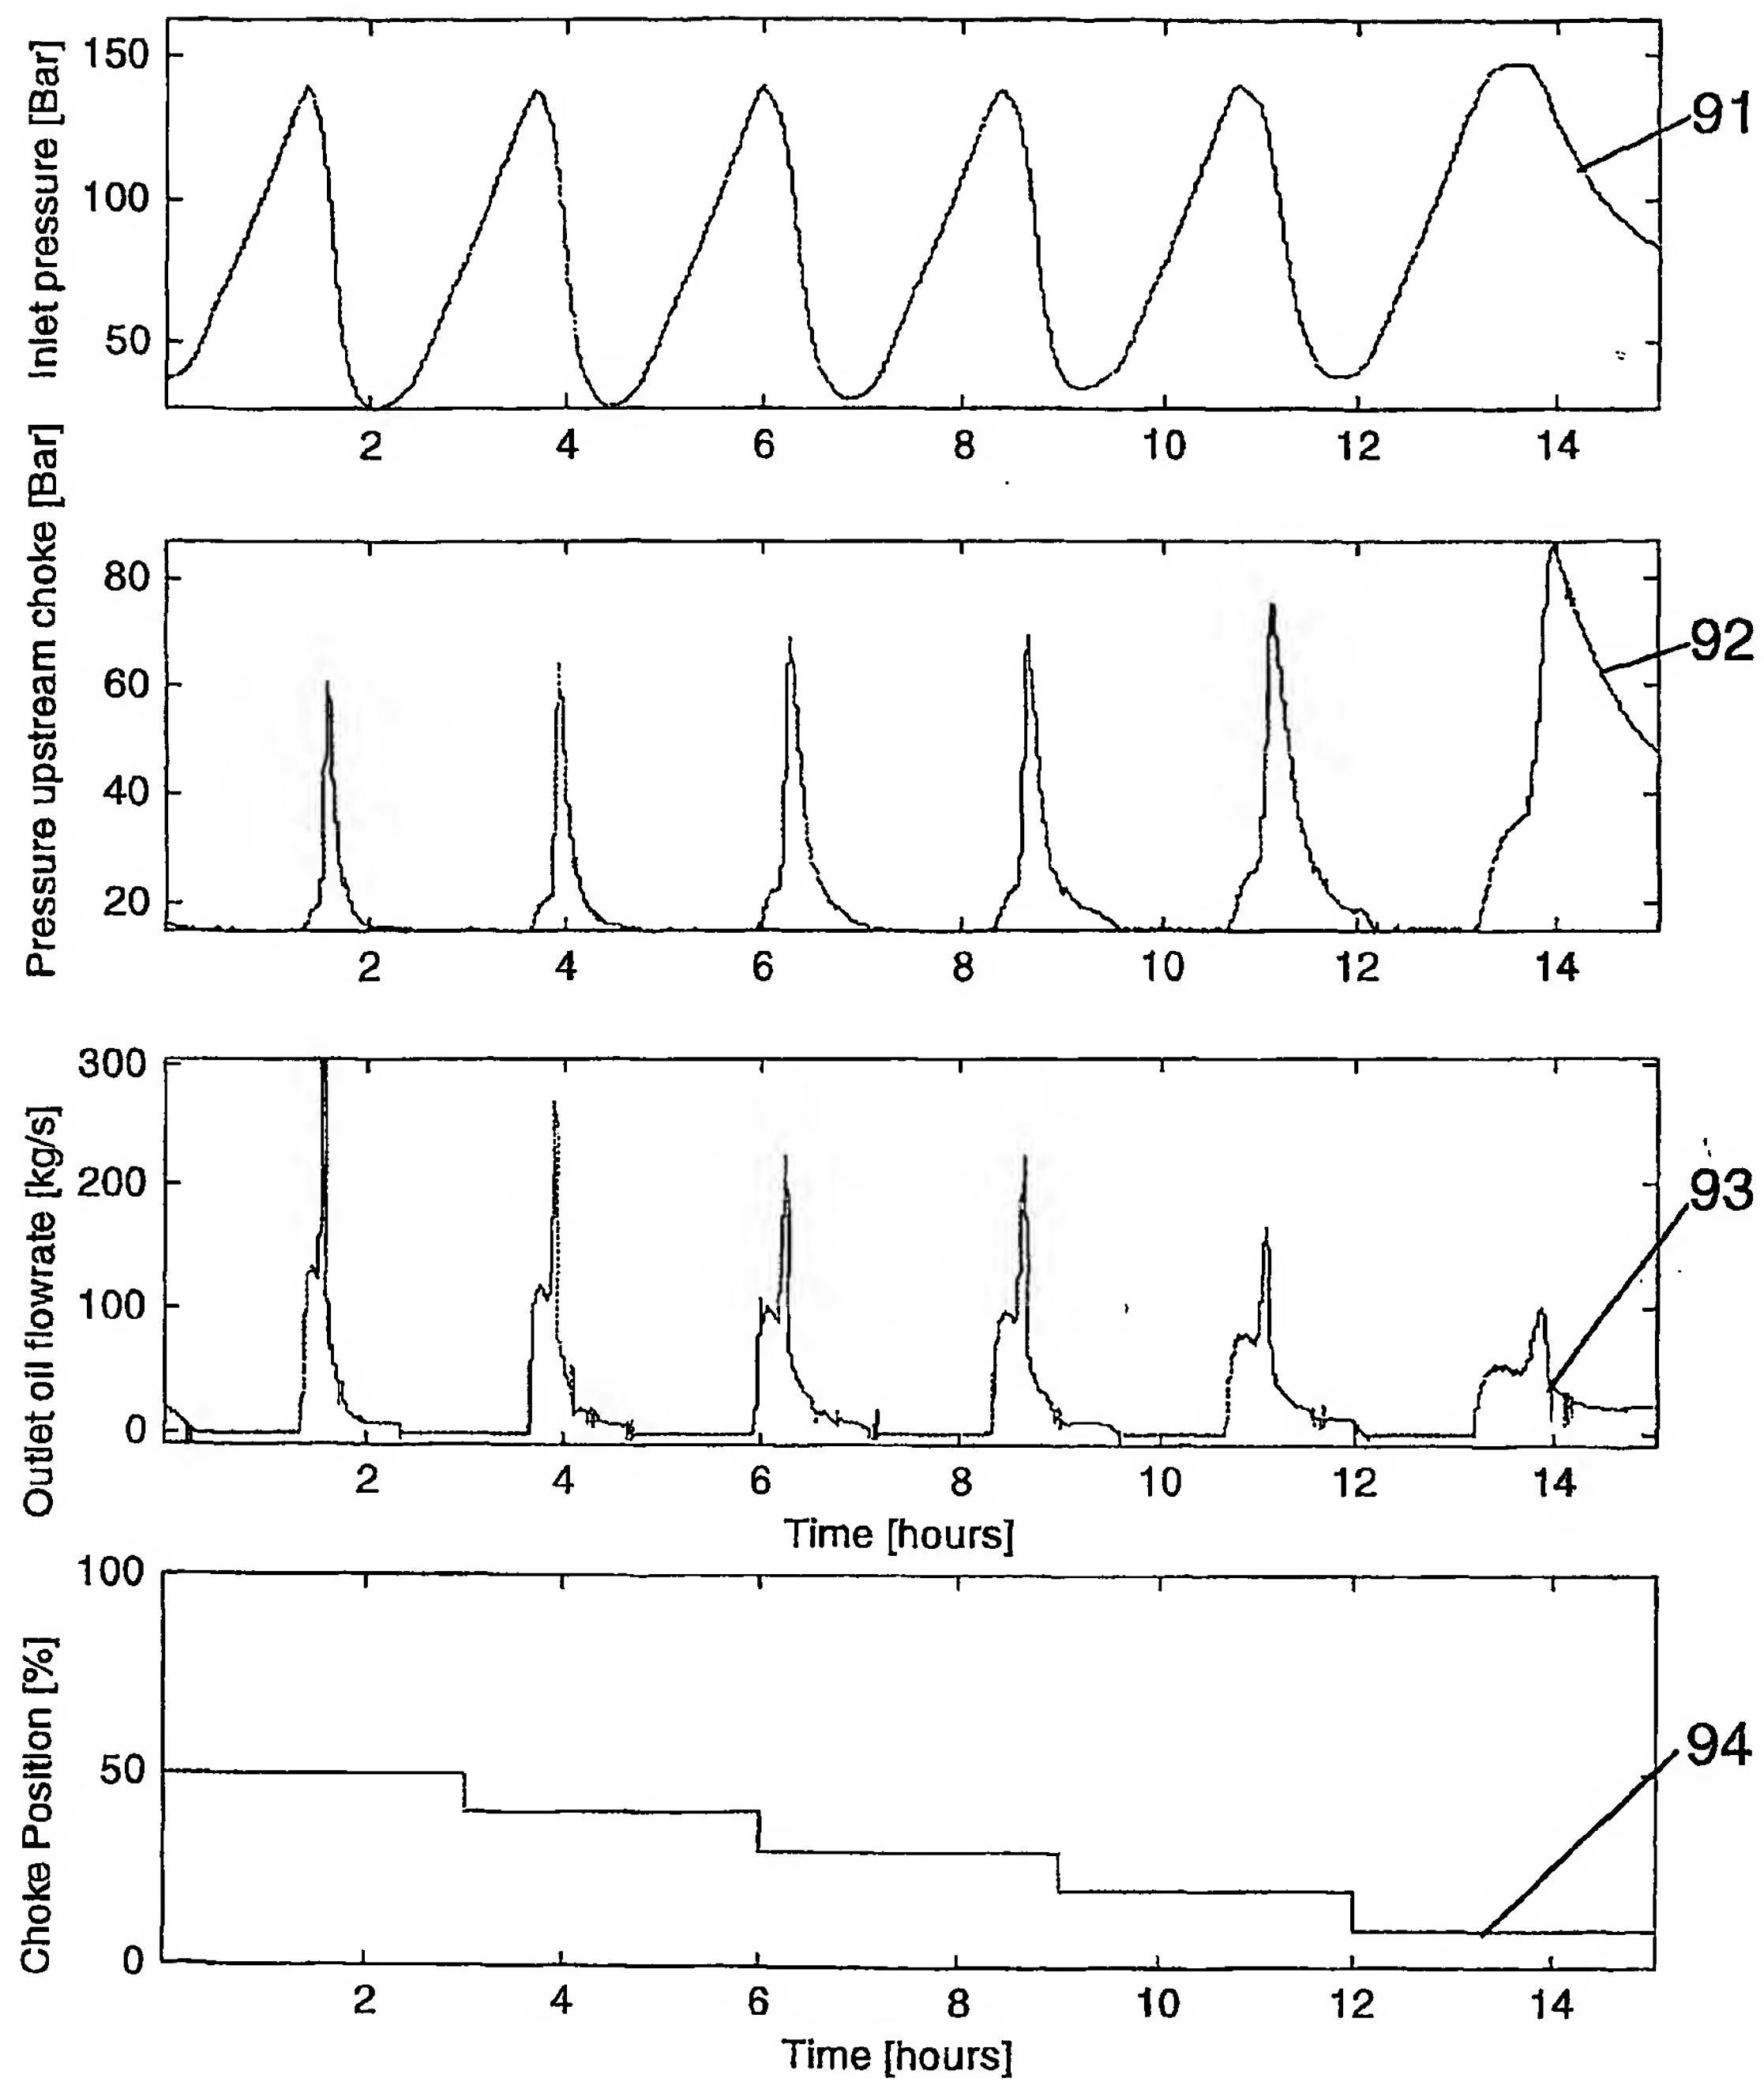 Inlet pressure [Bar]
150
100
50
2 4 6 8 10 12 14
91
Pressure upstream choke [Bar]
80
60
40
20
2 4 6 8 10 12 14
92
Outlet oil flowrate [kg/s]
300
200
100
0
2 4 6 8 10 12 14
Time [hours]
93
Choke Position [%]
100
50
0
2 4 6 8 10 12 14
Time [hours]
94